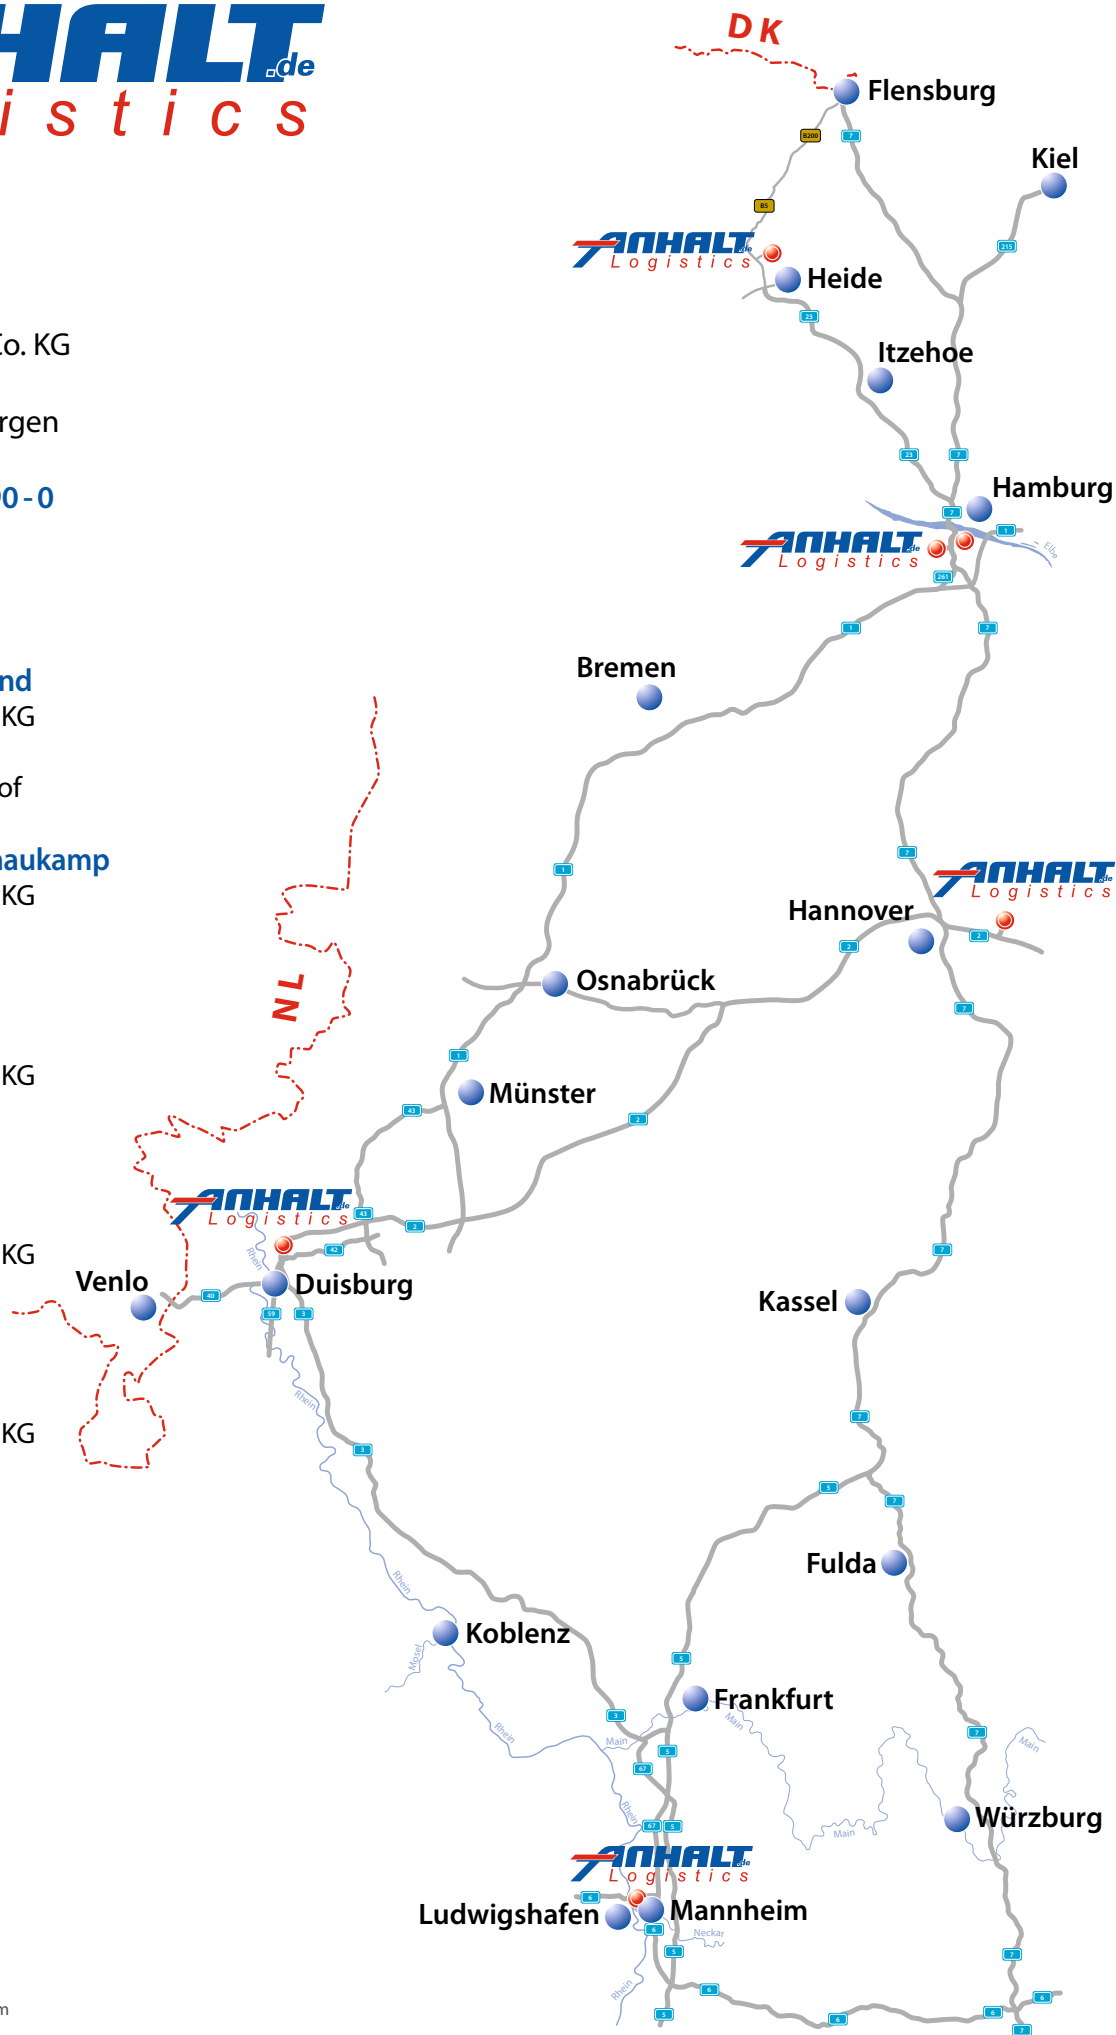 HALT.de
istics
Co. KG
rgen
90-0
nd
KG
of
naukamp
KG
KG
KG
KG
m
DK
Flensburg
B200
7
Kiel
B5
215
ANHALT.de
Logistics
Heide
23
Itzehoe
23
7
Hamburg
7
1
Elbe
ANHALT.de
Logistics
261
1
7
Bremen
7
ANHALT.de
Logistics
1
Hannover
2
2
NL
Osnabrück
7
1
Münster
43
2
ANHALT.de
Logistics
43
2
Rhein
42
7
Venlo
Duisburg
40
59
3
Kassel
Rhein
7
3
5
7
Fulda
Rhein
Koblenz
Mosel
5
Frankfurt
3
Main
Rhein
Main
7
Main
5
67
Rhein
67
5
Main
Würzburg
ANHALT.de
Logistics
6
Ludwigshafen
Mannheim
6
Neckar
5
7
Rhein
6
6
5
6
6
7